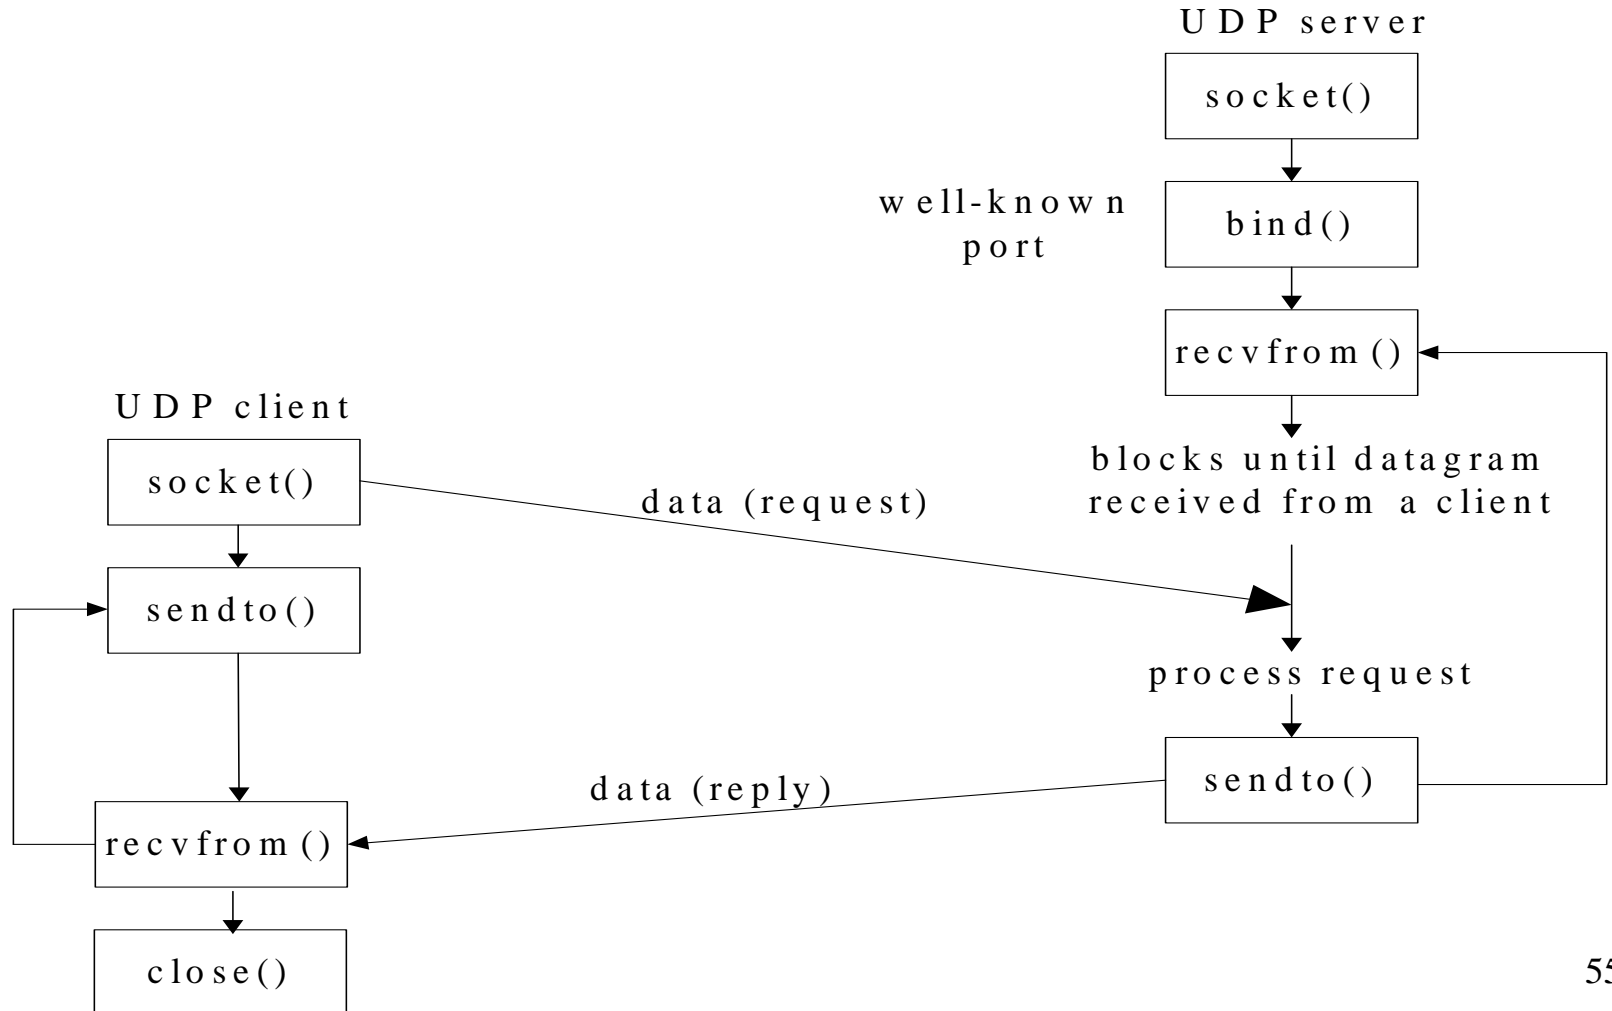 UDP server
socket()
well-known
port
bind()
recvfrom()
blocks until datagram
received from a client
process request
sendto()
UDP client
socket()
data (request)
sendto()
data (reply)
recvfrom()
close()
55